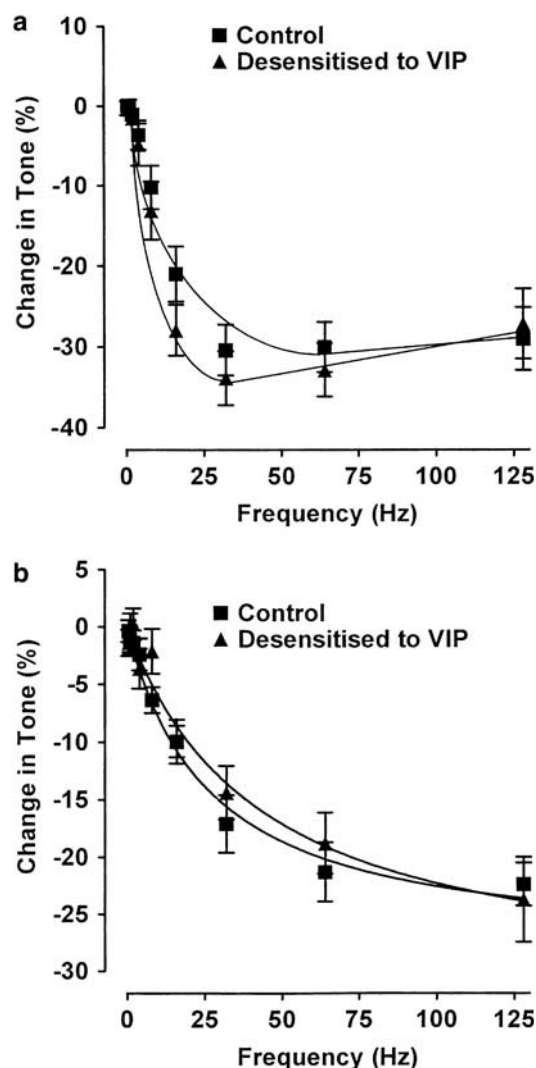 a
10
0
-10
-20
-30
-40
Change in Tone (%)
■ Control
▲ Desensitised to VIP
0 25 50 75 100 125
Frequency (Hz)
b
5
0
-5
-10
-15
-20
-25
-30
Change in Tone (%)
■ Control
▲ Desensitised to VIP
0 25 50 75 100 125
Frequency (Hz)